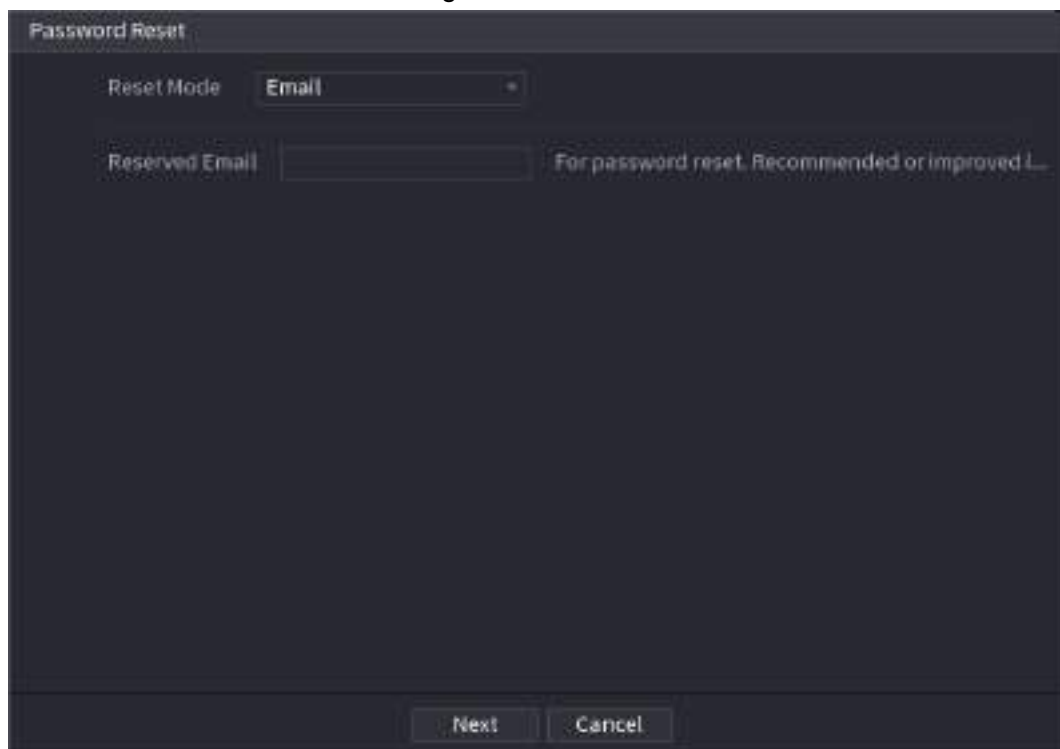 Password Reset
Reset Mode Email
Reserved Email For password reset. Recommended or improved i...
Next Cancel